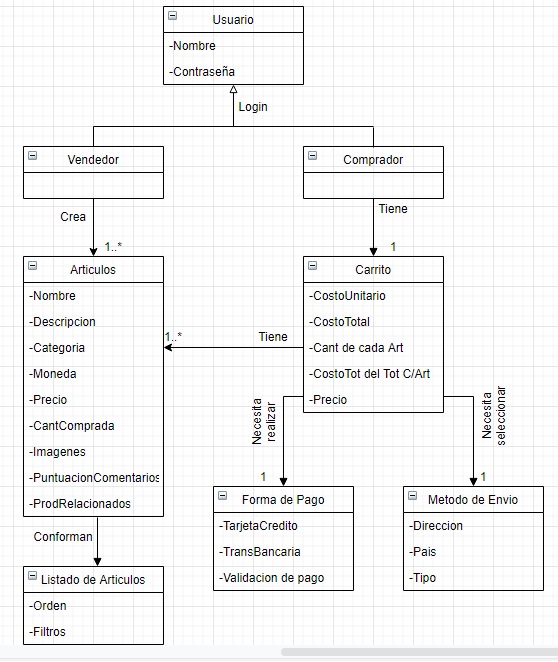 Usuario
-Nombre
-Contraseña
Login
Vendedor
Comprador
Crea
Tiene
1..*
1
Articulos
-Nombre
-Descripcion
-Categoria
-Moneda
-Precio
-CantComprada
-Imagenes
-PuntuacionComentarios
-ProdRelacionados
Carrito
-CostoUnitario
-CostoTotal
-Cant de cada Art
-CostoTot del Tot C/Art
-Precio
1..*
Tiene
Necesita
realizar
Necesita
seleccionar
1
1
Forma de Pago
-TarjetaCredito
-TransBancaria
-Validacion de pago
Metodo de Envio
-Direccion
-Pais
-Tipo
Conforman
Listado de Articulos
-Orden
-Filtros